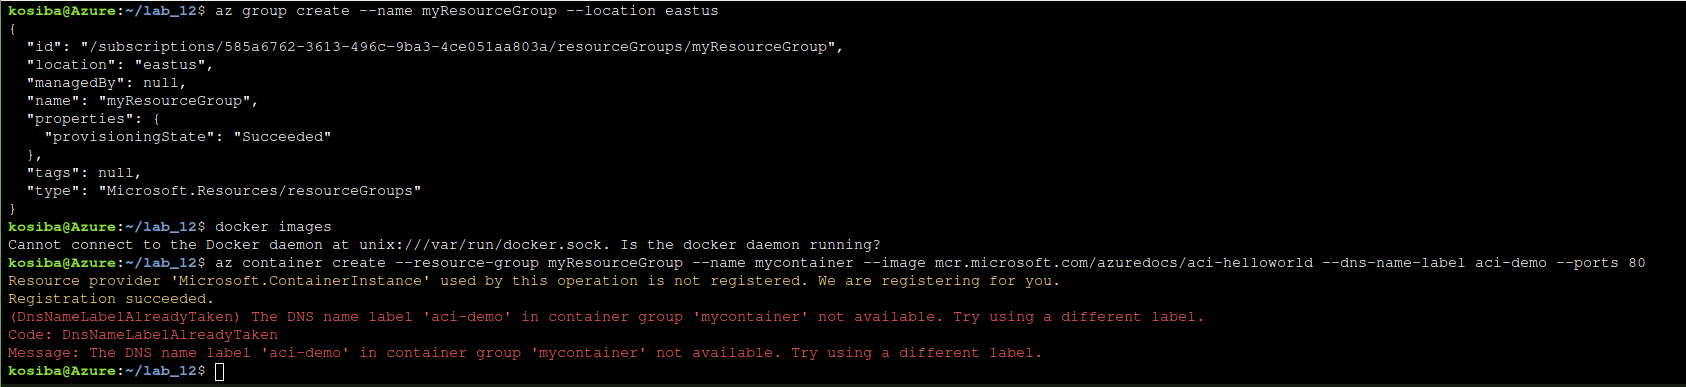 kosiba@Azure:~/lab_12$ az group create --name myResourceGroup --location eastus
{
  "id": "/subscriptions/585a6762-3613-496c-9ba3-4ce051aa803a/resourceGroups/myResourceGroup",
  "location": "eastus",
  "managedBy": null,
  "name": "myResourceGroup",
  "properties": {
    "provisioningState": "Succeeded"
  },
  "tags": null,
  "type": "Microsoft.Resources/resourceGroups"
}
kosiba@Azure:~/lab_12$ docker images
Cannot connect to the Docker daemon at unix:///var/run/docker.sock. Is the docker daemon running?
kosiba@Azure:~/lab_12$ az container create --resource-group myResourceGroup --name mycontainer --image mcr.microsoft.com/azuredocs/aci-helloworld --dns-name-label aci-demo --ports 80
Resource provider 'Microsoft.ContainerInstance' used by this operation is not registered. We are registering for you.
Registration succeeded.
(DnsNameLabelAlreadyTaken) The DNS name label 'aci-demo' in container group 'mycontainer' not available. Try using a different label.
Code: DnsNameLabelAlreadyTaken
Message: The DNS name label 'aci-demo' in container group 'mycontainer' not available. Try using a different label.
kosiba@Azure:~/lab_12$